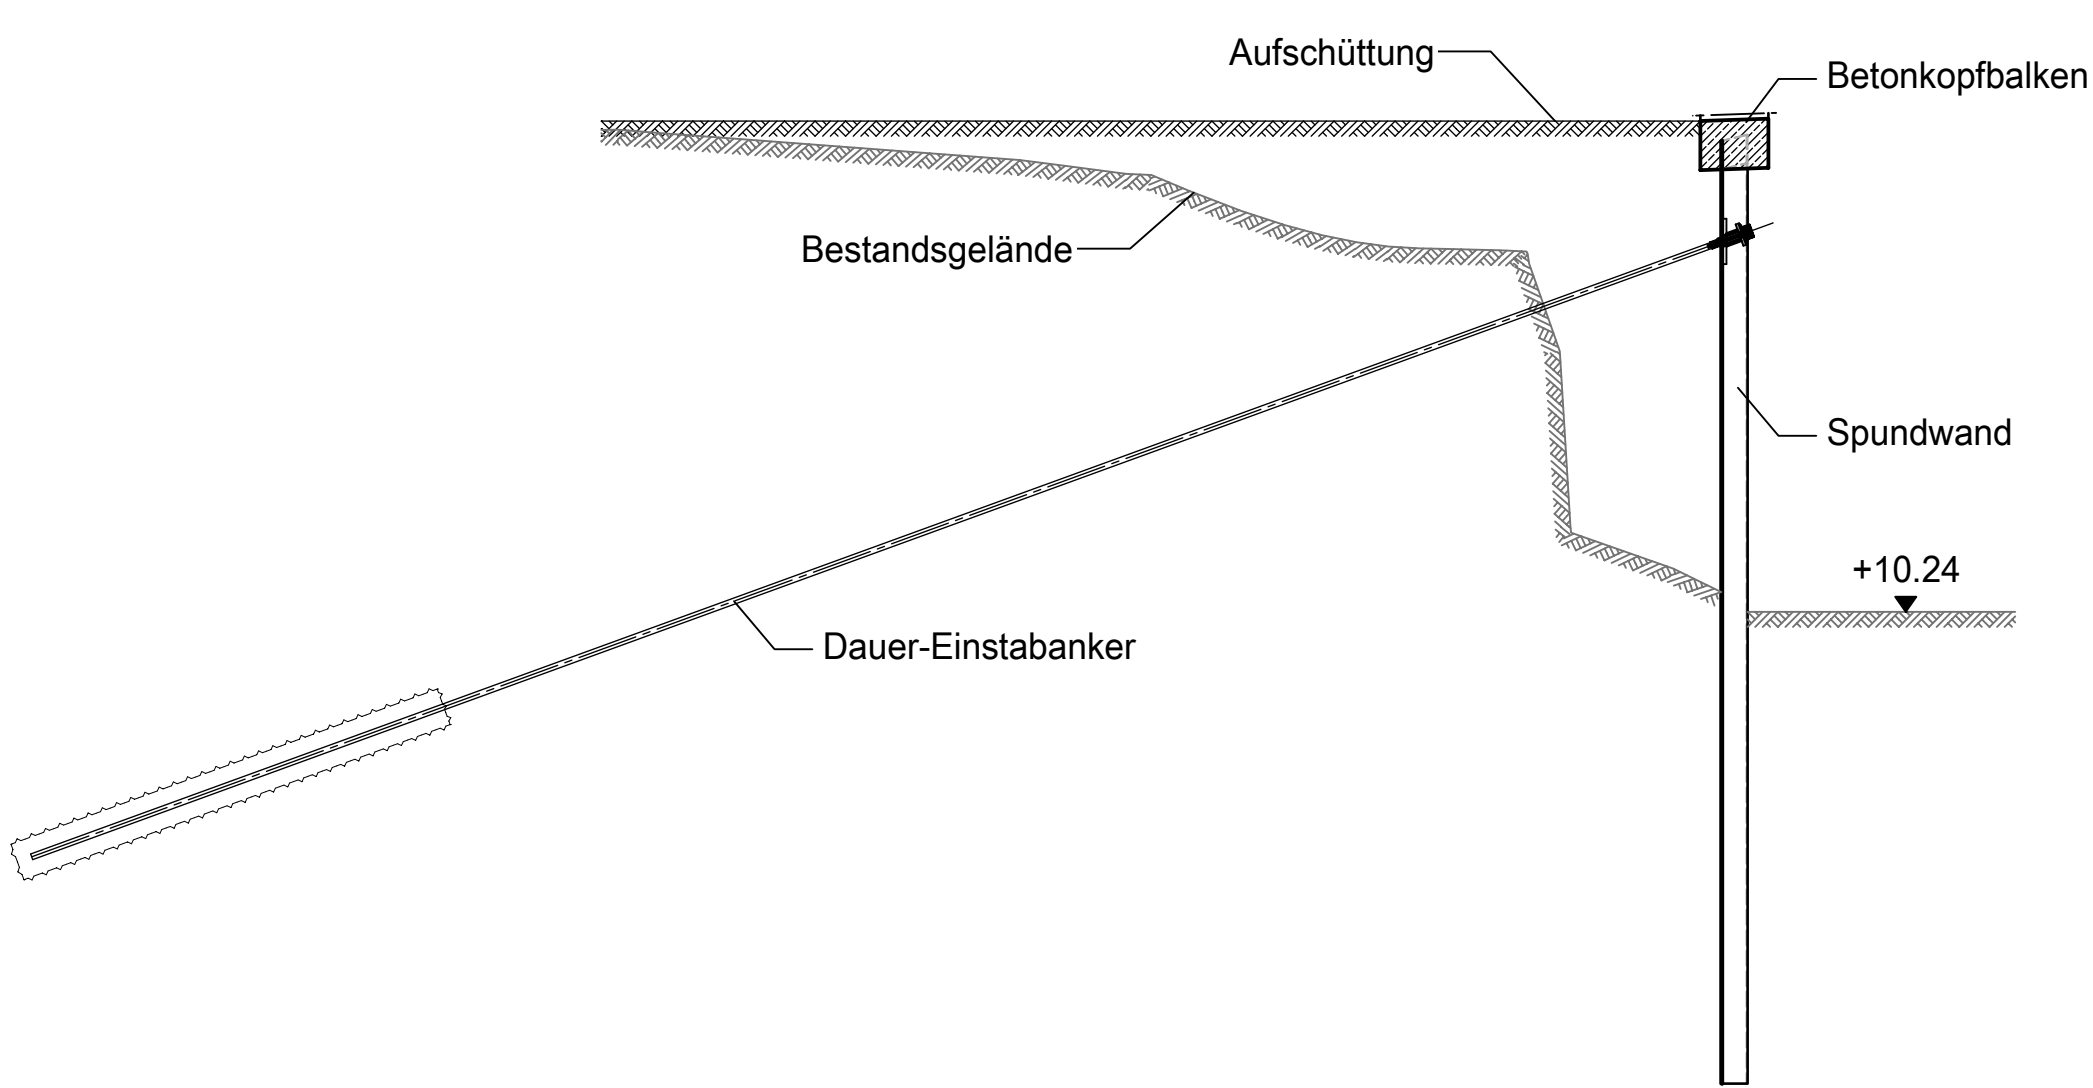 Aufschüttung
Betonkopfbalken
Bestandsgelände
Spundwand
+10.24
Dauer-Einstabanker